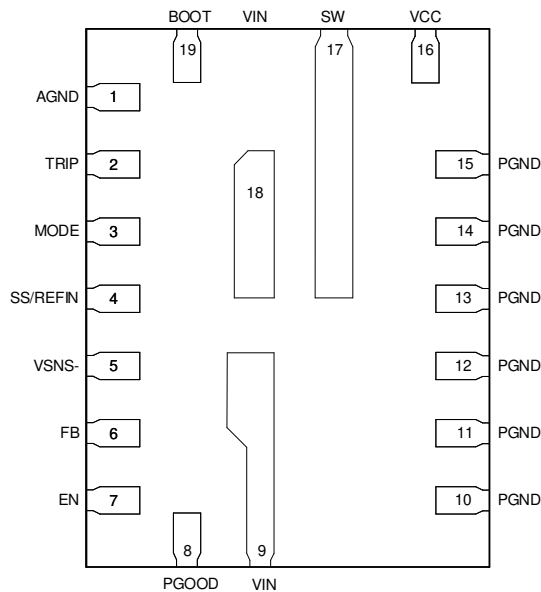 BOOT VIN SW VCC
19 17 16
AGND 1
TRIP 2 15 PGND
18
MODE 3 14 PGND
SS/REFIN 4 13 PGND
VSNS- 5 12 PGND
FB 6 11 PGND
EN 7 10 PGND
8 9
PGOOD VIN